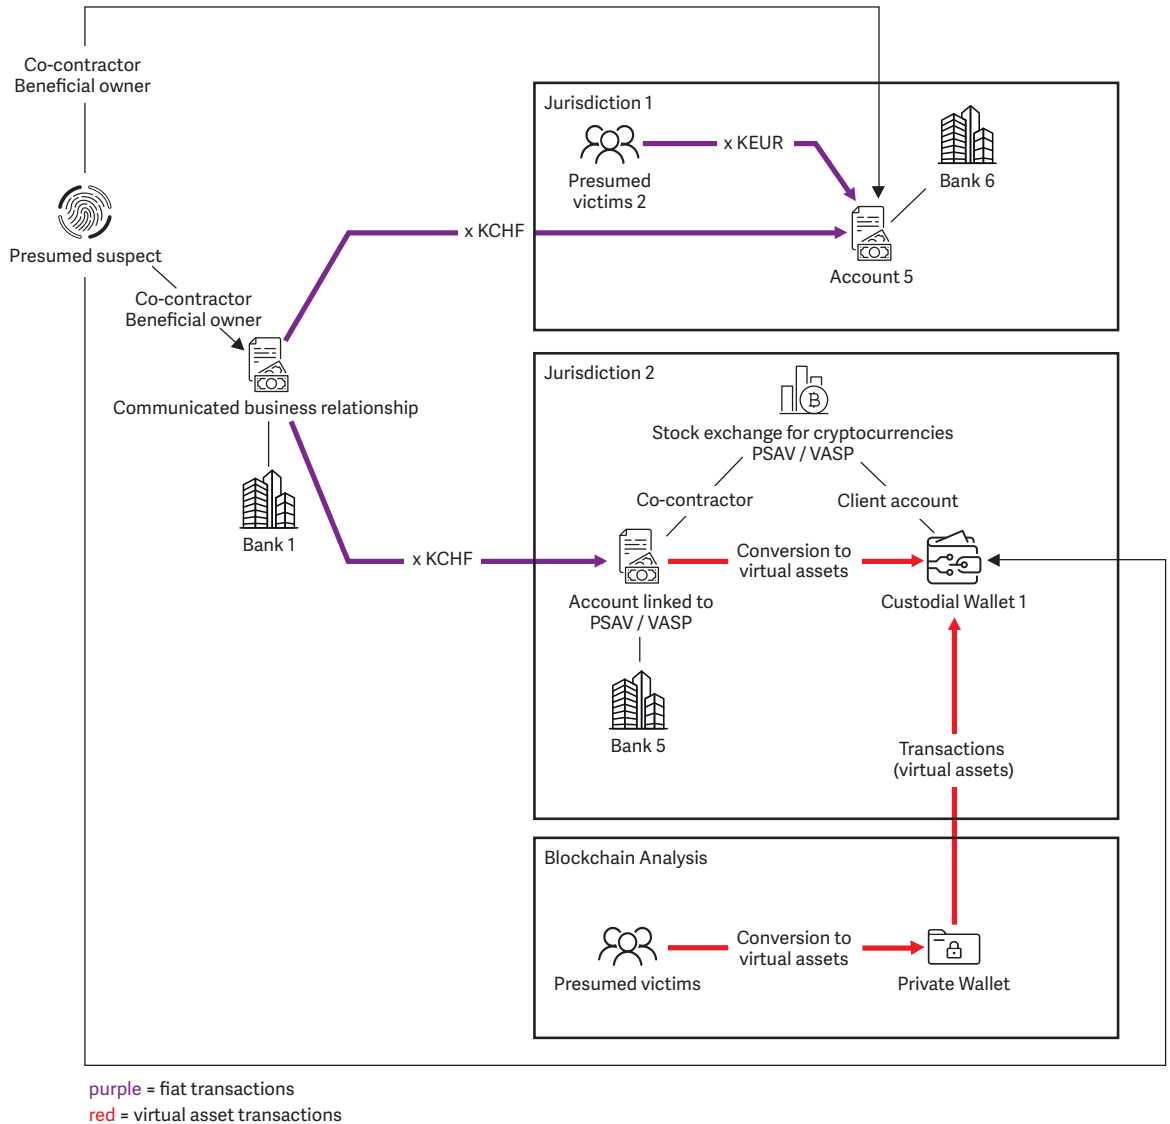 Co-contractor
Beneficial owner
Jurisdiction 1
x KEUR
Presumed
victims 2
Bank 6
x KCHF
Presumed suspect
Account 5
Co-contractor
Beneficial owner
Jurisdiction 2
Communicated business relationship
Stock exchange for cryptocurrencies
PSAV / VASP
Co-contractor
Client account
Bank 1
x KCHF
Conversion to
virtual assets
Account linked to
PSAV / VASP
Custodial Wallet 1
Bank 5
Transactions
(virtual assets)
Blockchain Analysis
Conversion to
virtual assets
Presumed victims
Private Wallet
purple = fiat transactions
red = virtual asset transactions